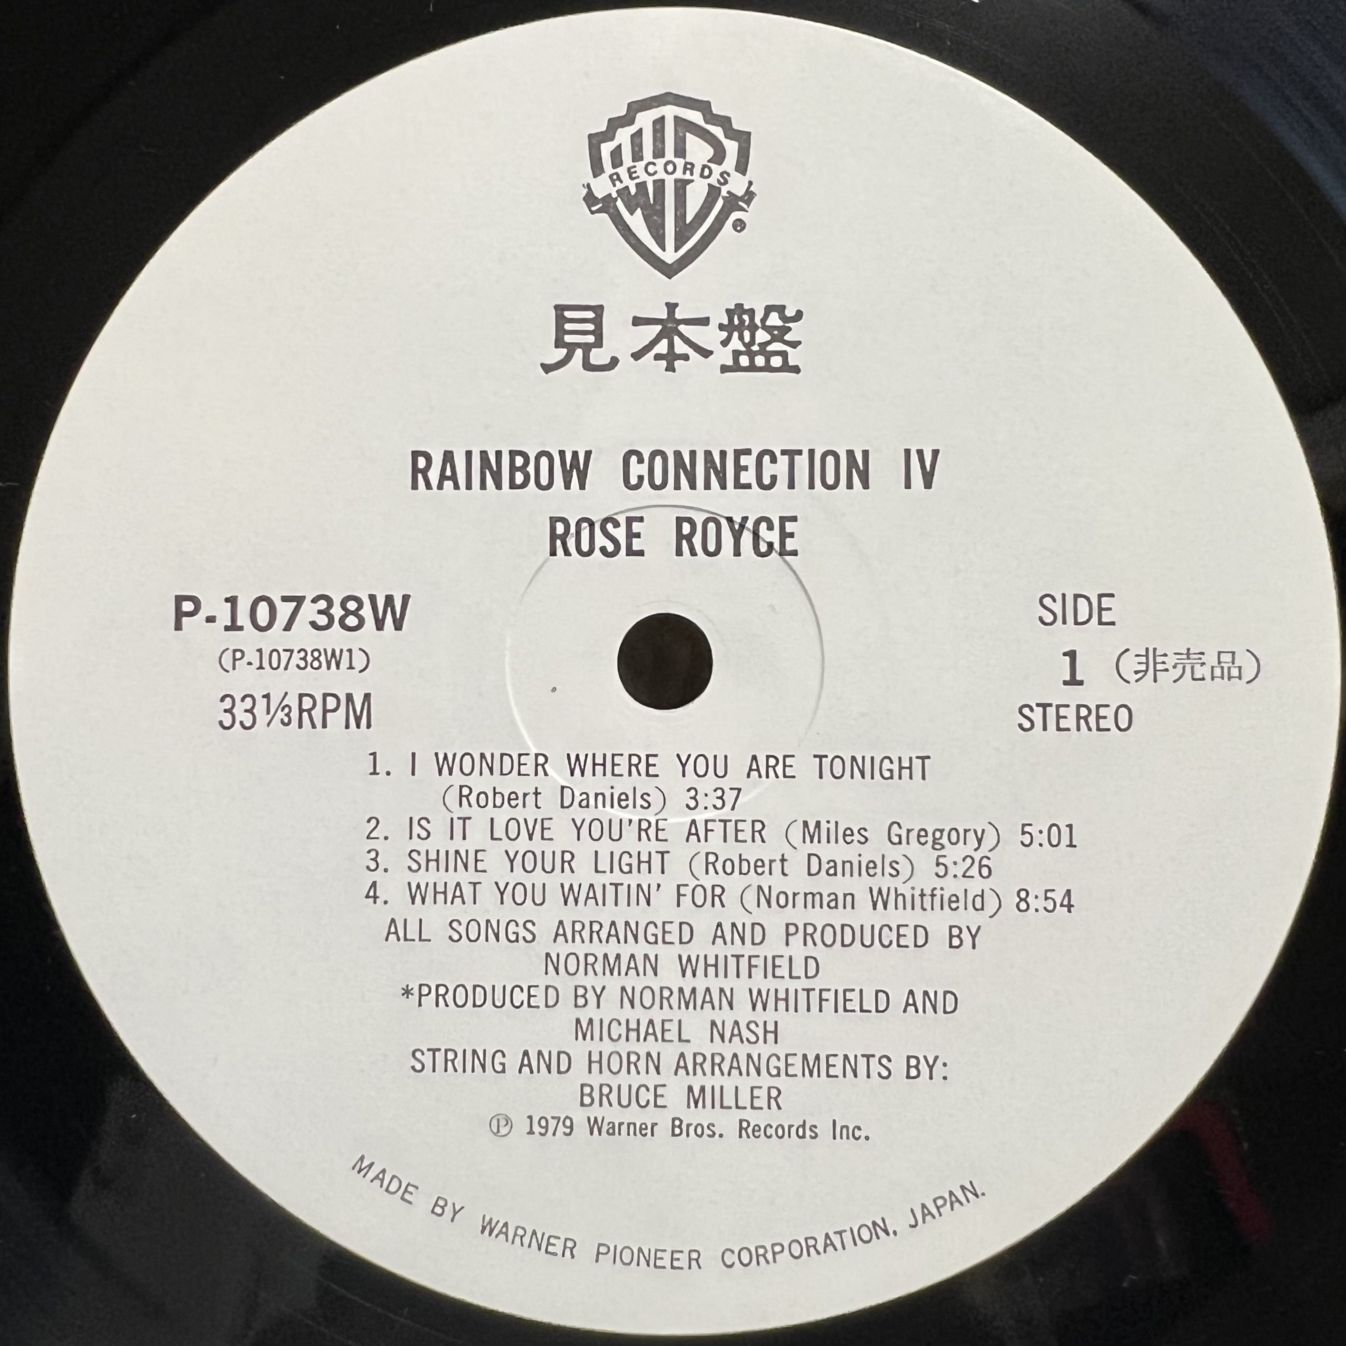 WB
RECORDS
®
見本盤
RAINBOW CONNECTION IV
ROSE ROYCE
P-10738W
(P-10738W1)
33⅓RPM
SIDE
1 (非売品)
STEREO
1. I WONDER WHERE YOU ARE TONIGHT
(Robert Daniels) 3:37
2. IS IT LOVE YOU'RE AFTER (Miles Gregory) 5:01
3. SHINE YOUR LIGHT (Robert Daniels) 5:26
4. WHAT YOU WAITIN' FOR (Norman Whitfield) 8:54
ALL SONGS ARRANGED AND PRODUCED BY
NORMAN WHITFIELD
*PRODUCED BY NORMAN WHITFIELD AND
MICHAEL NASH
STRING AND HORN ARRANGEMENTS BY:
BRUCE MILLER
℗ 1979 Warner Bros. Records Inc.
MADE BY WARNER PIONEER CORPORATION, JAPAN.